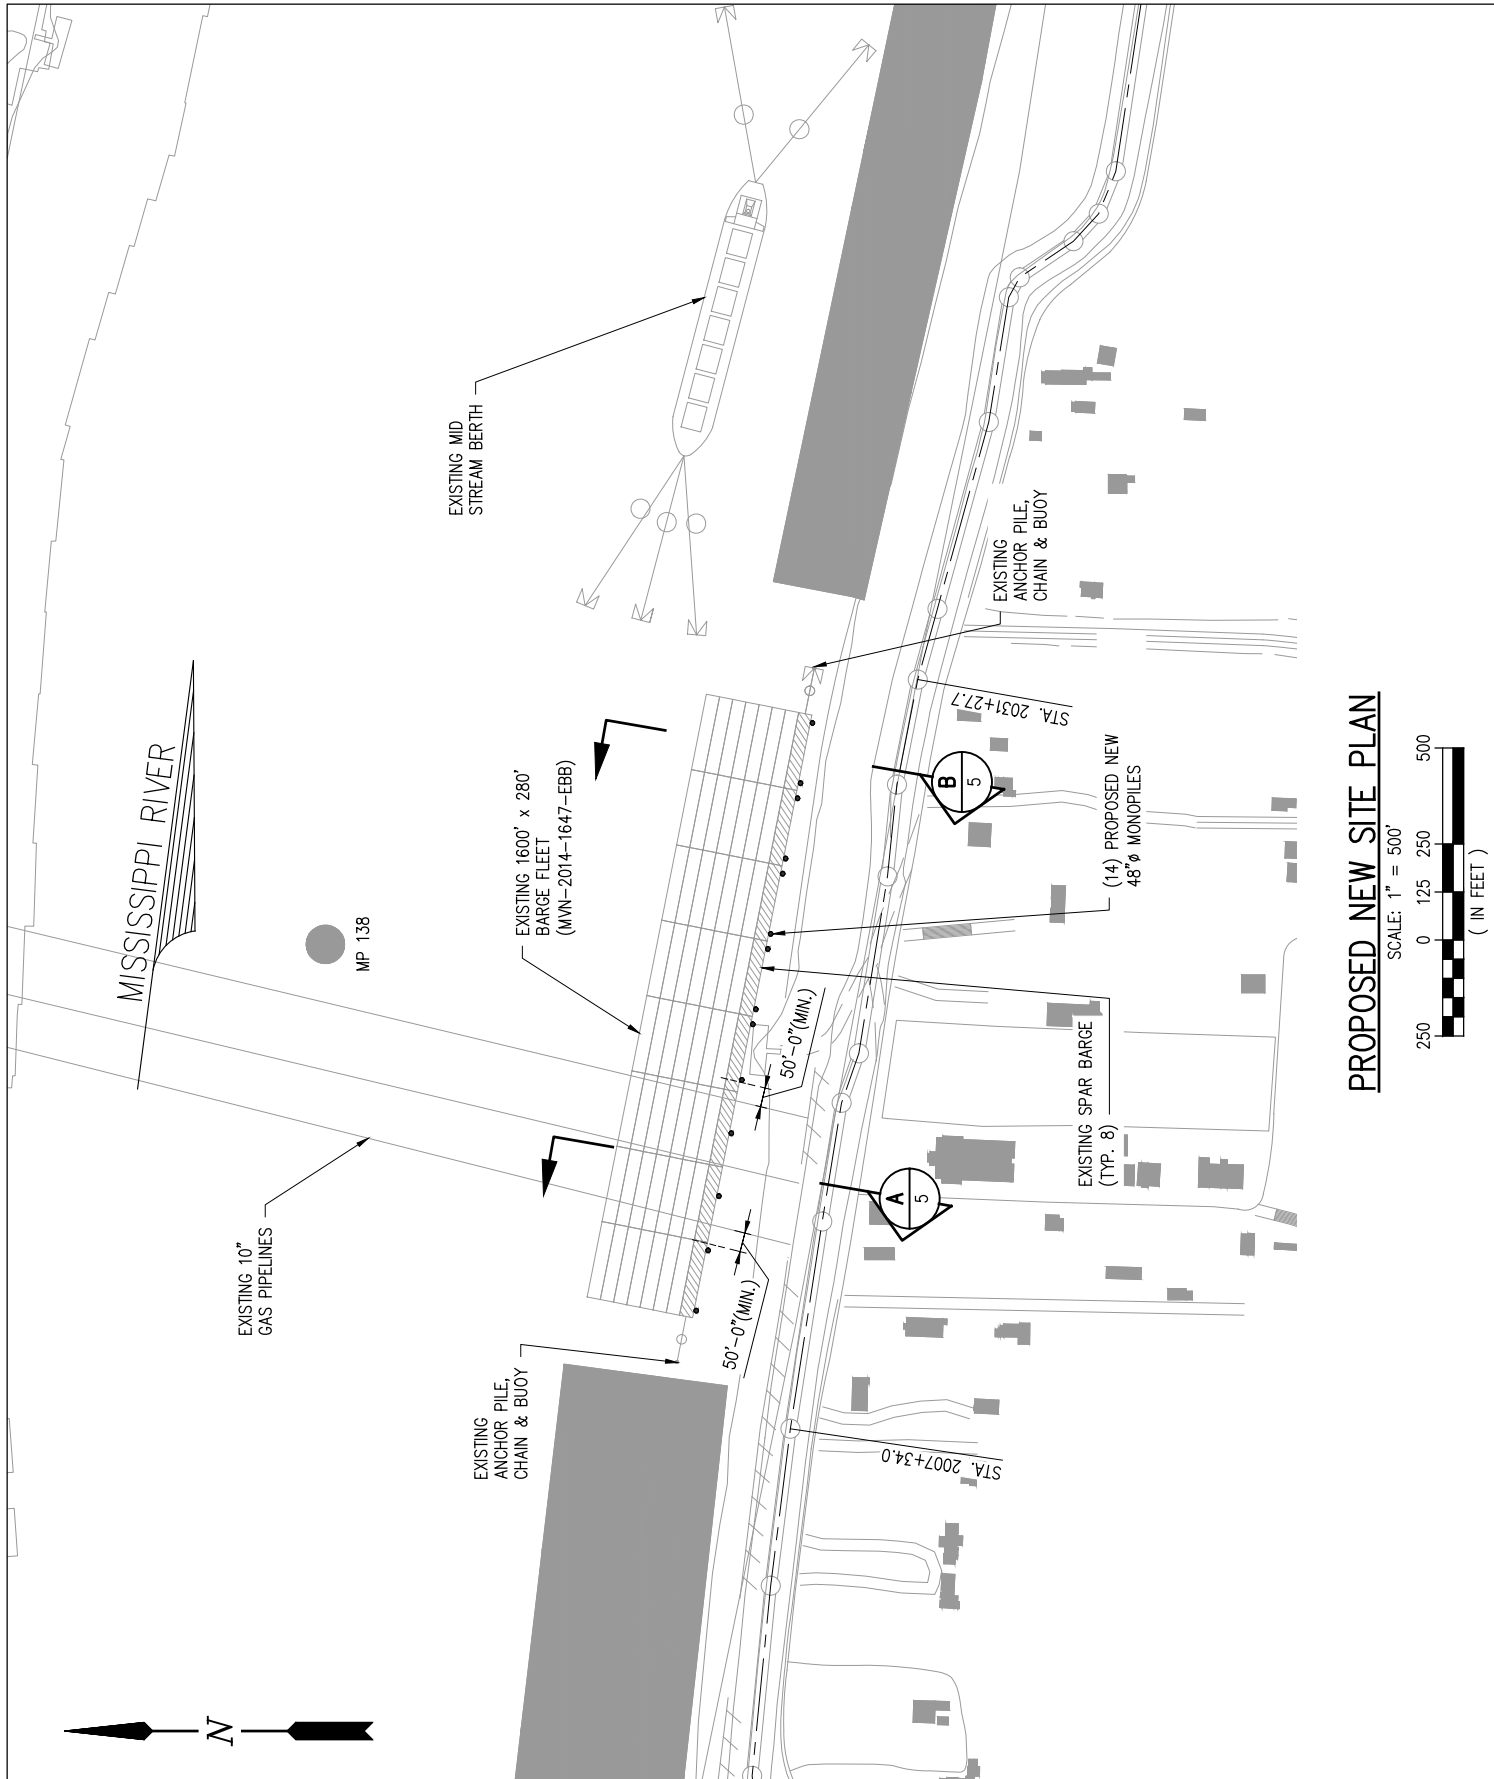 MISSISSIPPI RIVER
MP 138
EXISTING 10"
GAS PIPELINES
EXISTING MID
STREAM BERTH
EXISTING 1600' x 280'
BARGE FLEET
(MVN-2014-1647-EBB)
EXISTING
ANCHOR PILE,
CHAIN & BUOY
EXISTING
ANCHOR PILE,
CHAIN & BUOY
50'-0"(MIN.)
50'-0"(MIN.)
STA. 2007+34.0
STA. 2031+27.7
A
5
B
5
EXISTING SPAR BARGE
(TYP. 8)
(14) PROPOSED NEW
48"ø MONOPILES
N
PROPOSED NEW SITE PLAN
SCALE: 1" = 500'
250 0 125 250 500
( IN FEET )